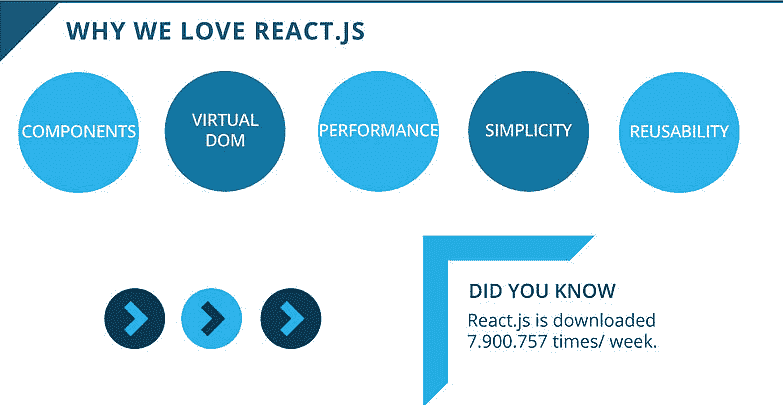 WHY WE LOVE REACT.JS
COMPONENTS
VIRTUAL
DOM
PERFORMANCE
SIMPLICITY
REUSABILITY
DID YOU KNOW
React.js is downloaded
7.900.757 times/ week.